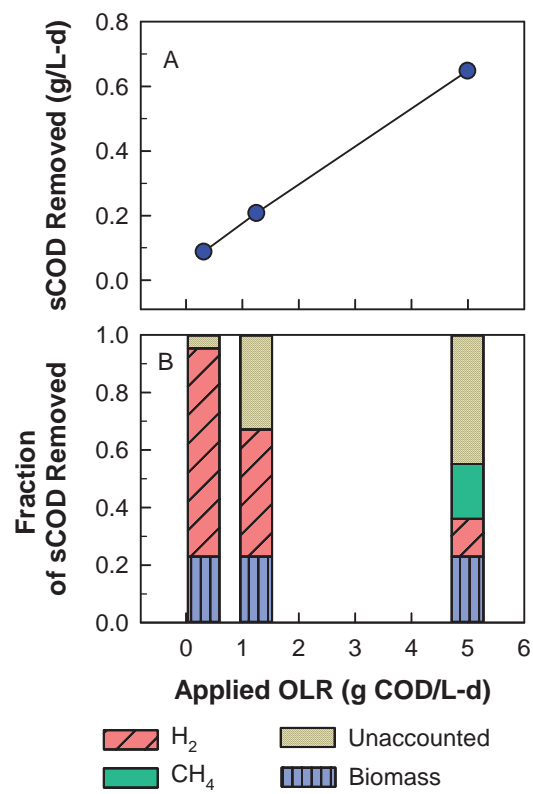 0.8
A
0.6
0.4
0.2
0.0
sCOD Removed (g/L-d)
1.0
B
0.8
0.6
0.4
0.2
0.0
Fraction
of sCOD Removed
0 1 2 3 4 5 6
Applied OLR (g COD/L-d)
H₂ Unaccounted
CH₄ Biomass